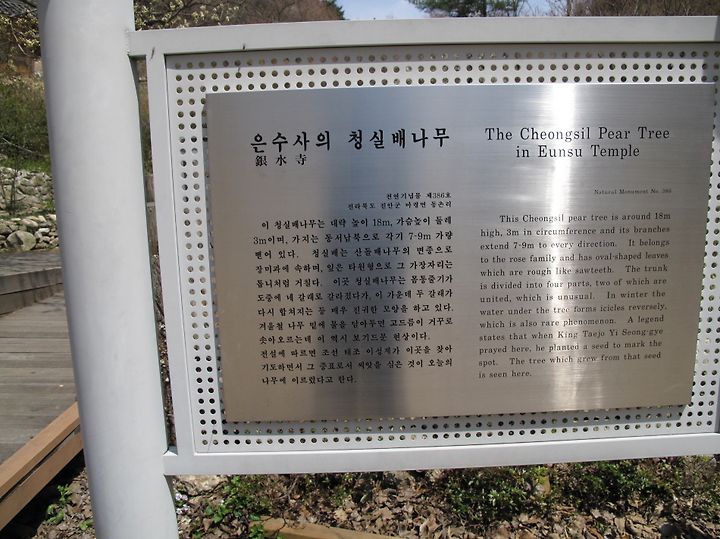 은수사의 청실배나무
銀水寺
천연기념물 제386호
전라북도 진안군 마령면 동촌리
이 청실배나무는 대략 높이 18m, 가슴높이 둘레
3m이며, 가지는 동서남북으로 각기 7~9m 가량
뻗어 있다. 청실배는 산돌배나무의 변종으로
장미과에 속하며, 잎은 타원형으로 그 가장자리는
톱니처럼 거칠다. 이곳 청실배나무는 몸통줄기가
도중에 네 갈래로 갈라졌다가, 이 가운데 두 갈래가
다시 합쳐지는 등 매우 진귀한 모양을 하고 있다.
겨울철 나무 밑에 물을 담아두면 고드름이 거꾸로
솟아오르는데 이 역시 보기드문 현상이다.
전설에 따르면 조선 태조 이성계가 이곳을 찾아
기도하면서 그 증표로서 씨앗을 심은 것이 오늘의
나무에 이르렀다고 한다.
The Cheongsil Pear Tree
in Eunsu Temple
Natural Monument No. 386
This Cheongsil pear tree is around 18m
high, 3m in circumference and its branches
extend 7-9m to every direction. It belongs
to the rose family and has oval-shaped leaves
which are rough like sawteeth. The trunk
is divided into four parts, two of which are
united, which is unusual. In winter the
water under the tree forms icicles reversely,
which is also rare phenomenon. A legend
states that when King Taejo Yi Seong-gye
prayed here, he planted a seed to mark the
spot. The tree which grew from that seed
is seen here.